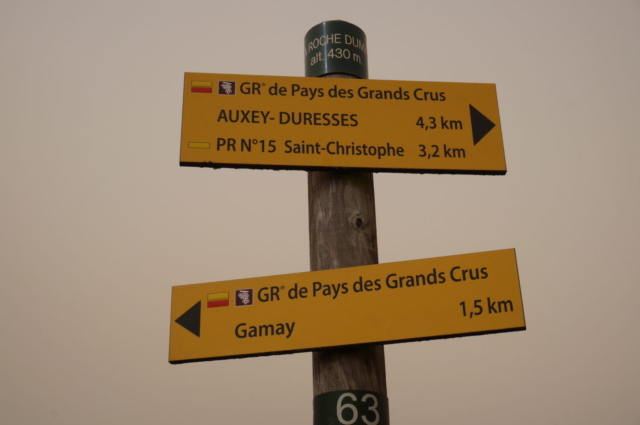 ROCHE
alt. 430 m.
GR® de Pays des Grands Crus
AUXEY- DURESSES 4,3 km
PR N°15 Saint-Christophe 3,2 km
GR® de Pays des Grands Crus
Gamay 1,5 km
63